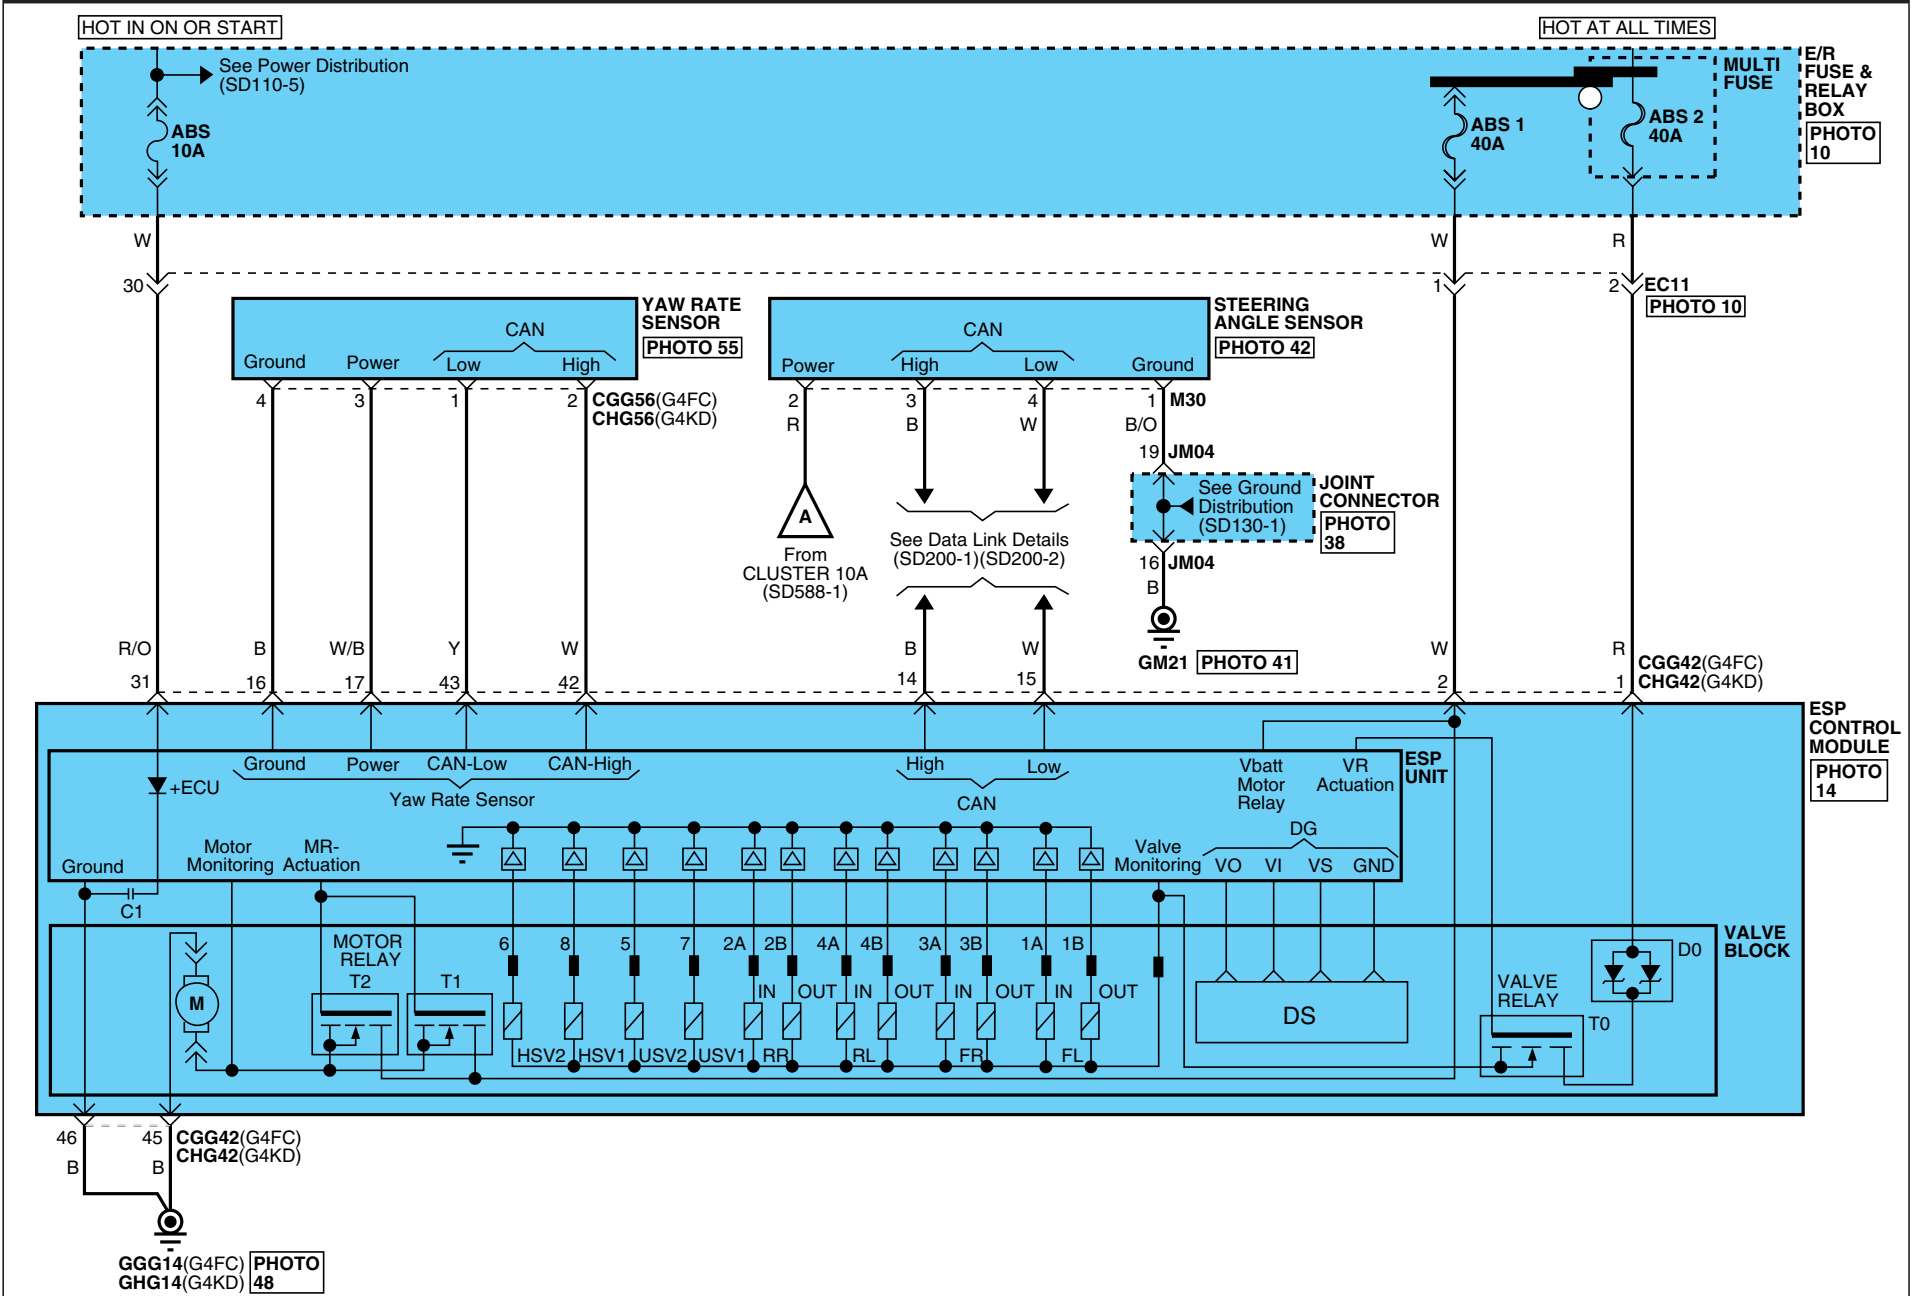 HOT IN ON OR START
HOT AT ALL TIMES
See Power Distribution
(SD110-5)
ABS
10A
ABS 1
40A
ABS 2
40A
MULTI
FUSE
E/R
FUSE &
RELAY
BOX
PHOTO
10
W
W
R
30
1
2
EC11
PHOTO 10
YAW RATE
SENSOR
PHOTO 55
CAN
Ground
Power
Low
High
4
3
1
2
CGG56(G4FC)
CHG56(G4KD)
STEERING
ANGLE SENSOR
PHOTO 42
CAN
Power
High
Low
Ground
2
3
4
1
M30
R
B
W
B/O
19
JM04
See Ground
Distribution
(SD130-1)
JOINT
CONNECTOR
PHOTO
38
A
From
CLUSTER 10A
(SD588-1)
See Data Link Details
(SD200-1)(SD200-2)
16
JM04
B
GM21
PHOTO 41
R/O
B
W/B
Y
W
B
W
W
R
31
16
17
43
42
14
15
2
1
CGG42(G4FC)
CHG42(G4KD)
ESP
CONTROL
MODULE
PHOTO
14
ESP
UNIT
+ECU
Ground
Power
CAN-Low
CAN-High
Yaw Rate Sensor
High
Low
CAN
Vbatt
Motor
Relay
VR
Actuation
Ground
Motor
Monitoring
MR-
Actuation
Valve
Monitoring
DG
VO
VI
VS
GND
C1
VALVE
BLOCK
M
MOTOR
RELAY
T2
T1
6
8
5
7
2A
2B
4A
4B
3A
3B
1A
1B
IN
OUT
IN
OUT
IN
OUT
IN
OUT
HSV2
HSV1
USV2
USV1
RR
RL
FR
FL
DS
VALVE
RELAY
T0
D0
46
45
CGG42(G4FC)
CHG42(G4KD)
B
B
GGG14(G4FC)
GHG14(G4KD)
PHOTO
48